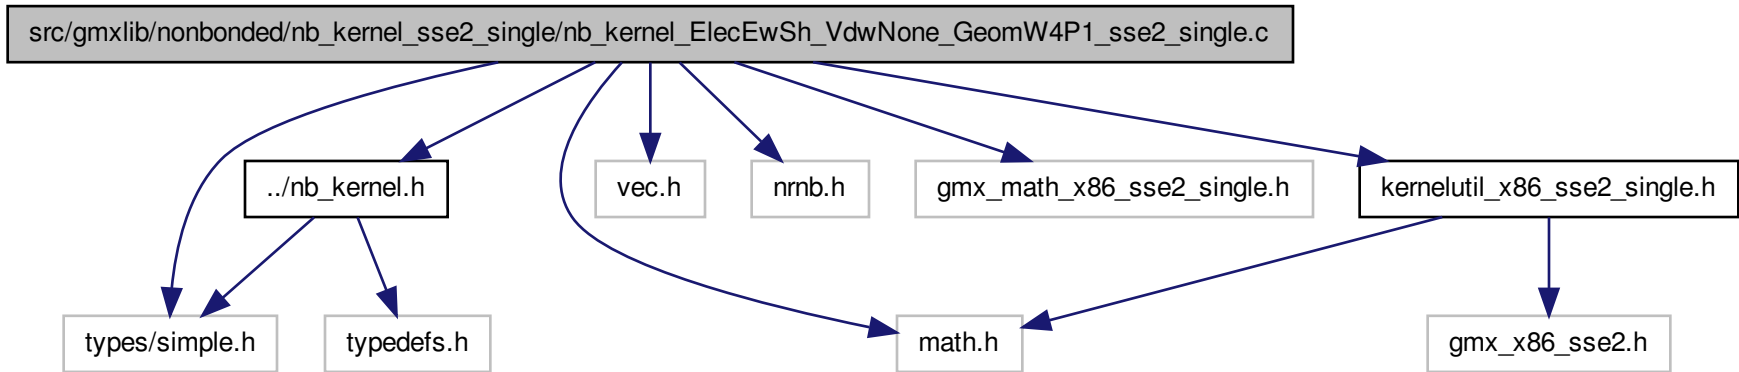 src/gmxlib/nonbonded/nb_kernel_sse2_single/nb_kernel_ElecEwSh_VdwNone_GeomW4P1_sse2_single.c
../nb_kernel.h
vec.h
nrnb.h
gmx_math_x86_sse2_single.h
kernelutil_x86_sse2_single.h
types/simple.h
typedefs.h
math.h
gmx_x86_sse2.h